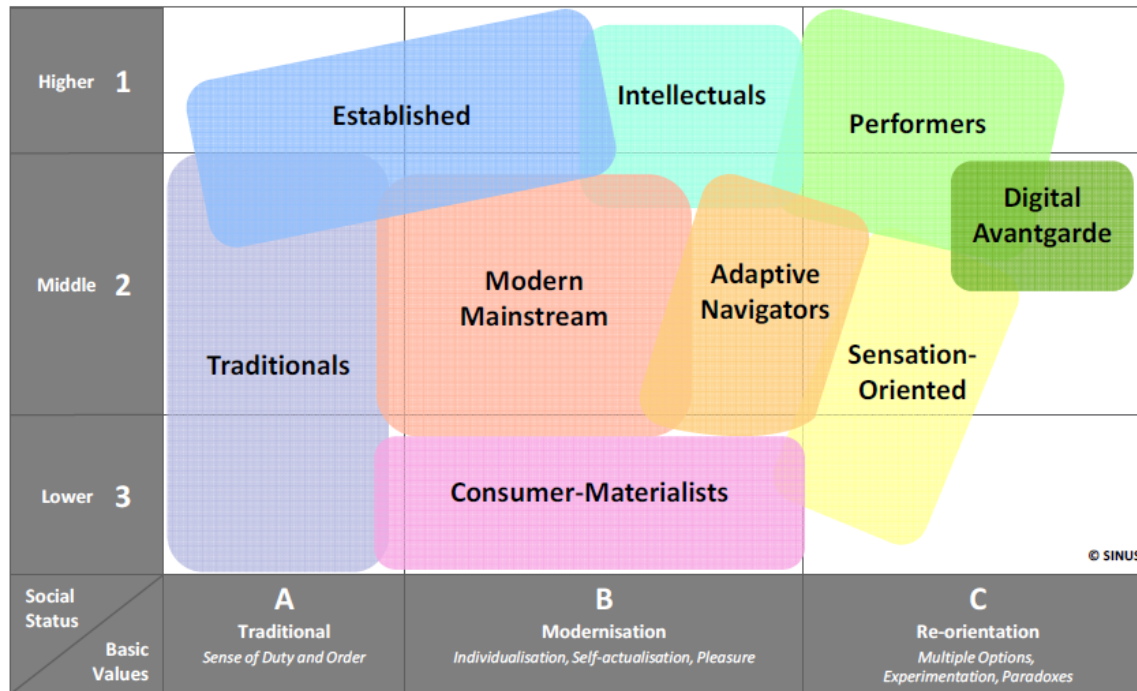 Higher 1
Established
Intellectuals
Performers
Middle 2
Traditionals
Modern
Mainstream
Adaptive
Navigators
Digital
Avantgarde
Sensation-
Oriented
Lower 3
Consumer-Materialists
© SINUS
Social
Status
Basic
Values
A
Traditional
Sense of Duty and Order
B
Modernisation
Individualisation, Self-actualisation, Pleasure
C
Re-orientation
Multiple Options,
Experimentation, Paradoxes